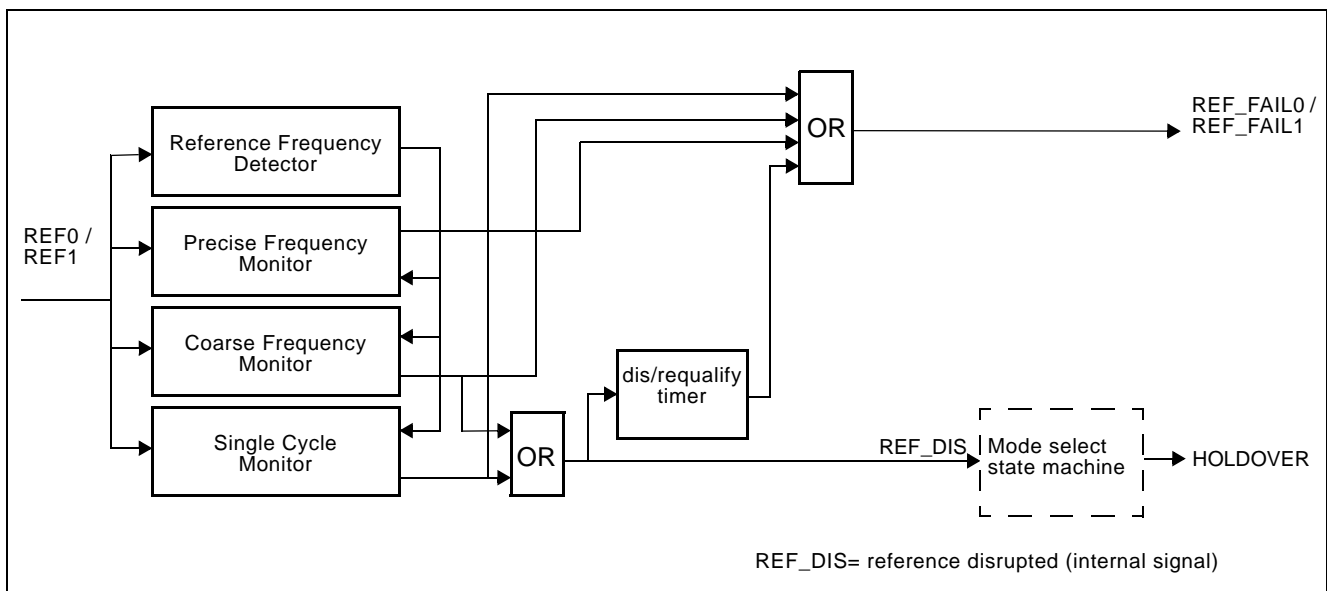 REF0 /
REF1
Reference Frequency
Detector
Precise Frequency
Monitor
Coarse Frequency
Monitor
Single Cycle
Monitor
OR
dis/requalify
timer
OR
REF_FAIL0 /
REF_FAIL1
REF_DIS
Mode select
state machine
HOLDOVER
REF_DIS= reference disrupted (internal signal)